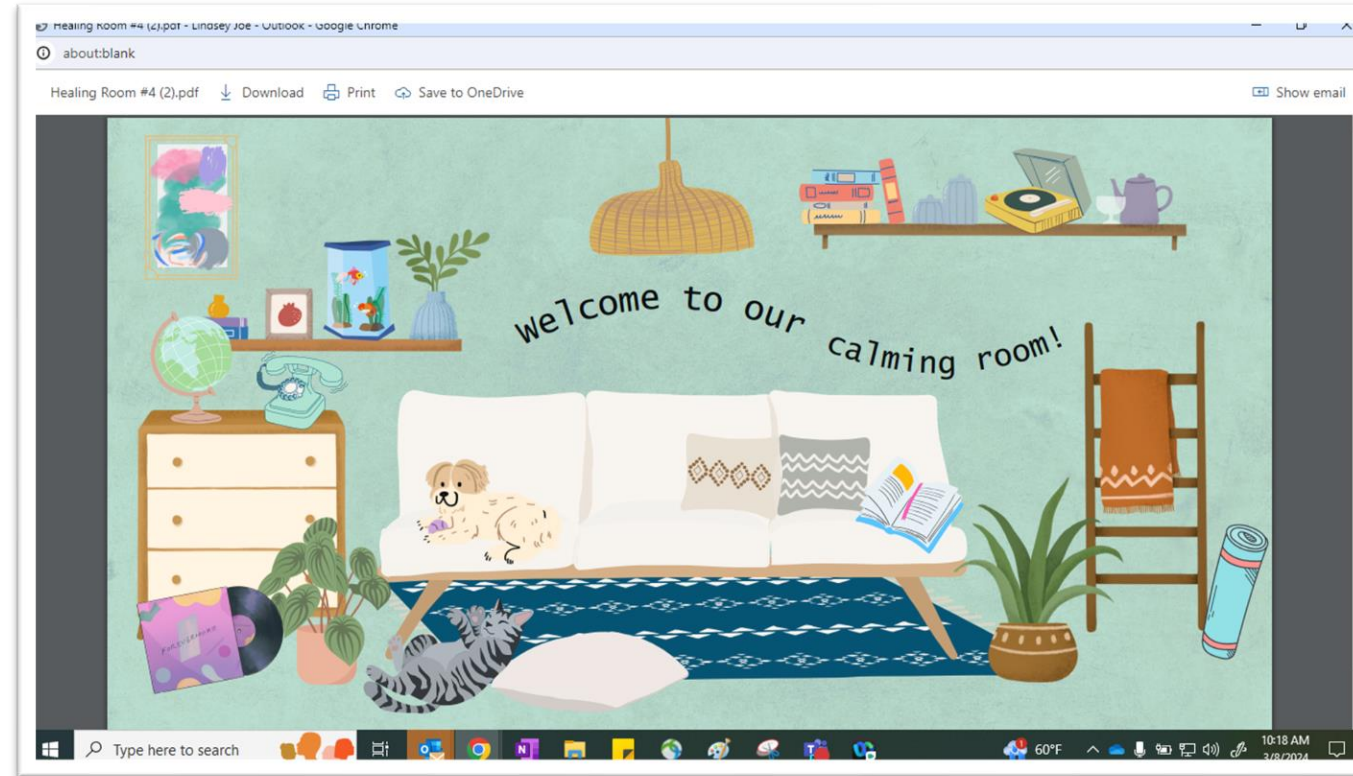 Healing Room #4 (2).pdf - Lindsey Joe - Outlook - Google Chrome
about:blank
Healing Room #4 (2).pdf Download Print Save to OneDrive Show email
welcome to our calming room!
Type here to search
60°F
10:18 AM
3/8/2024